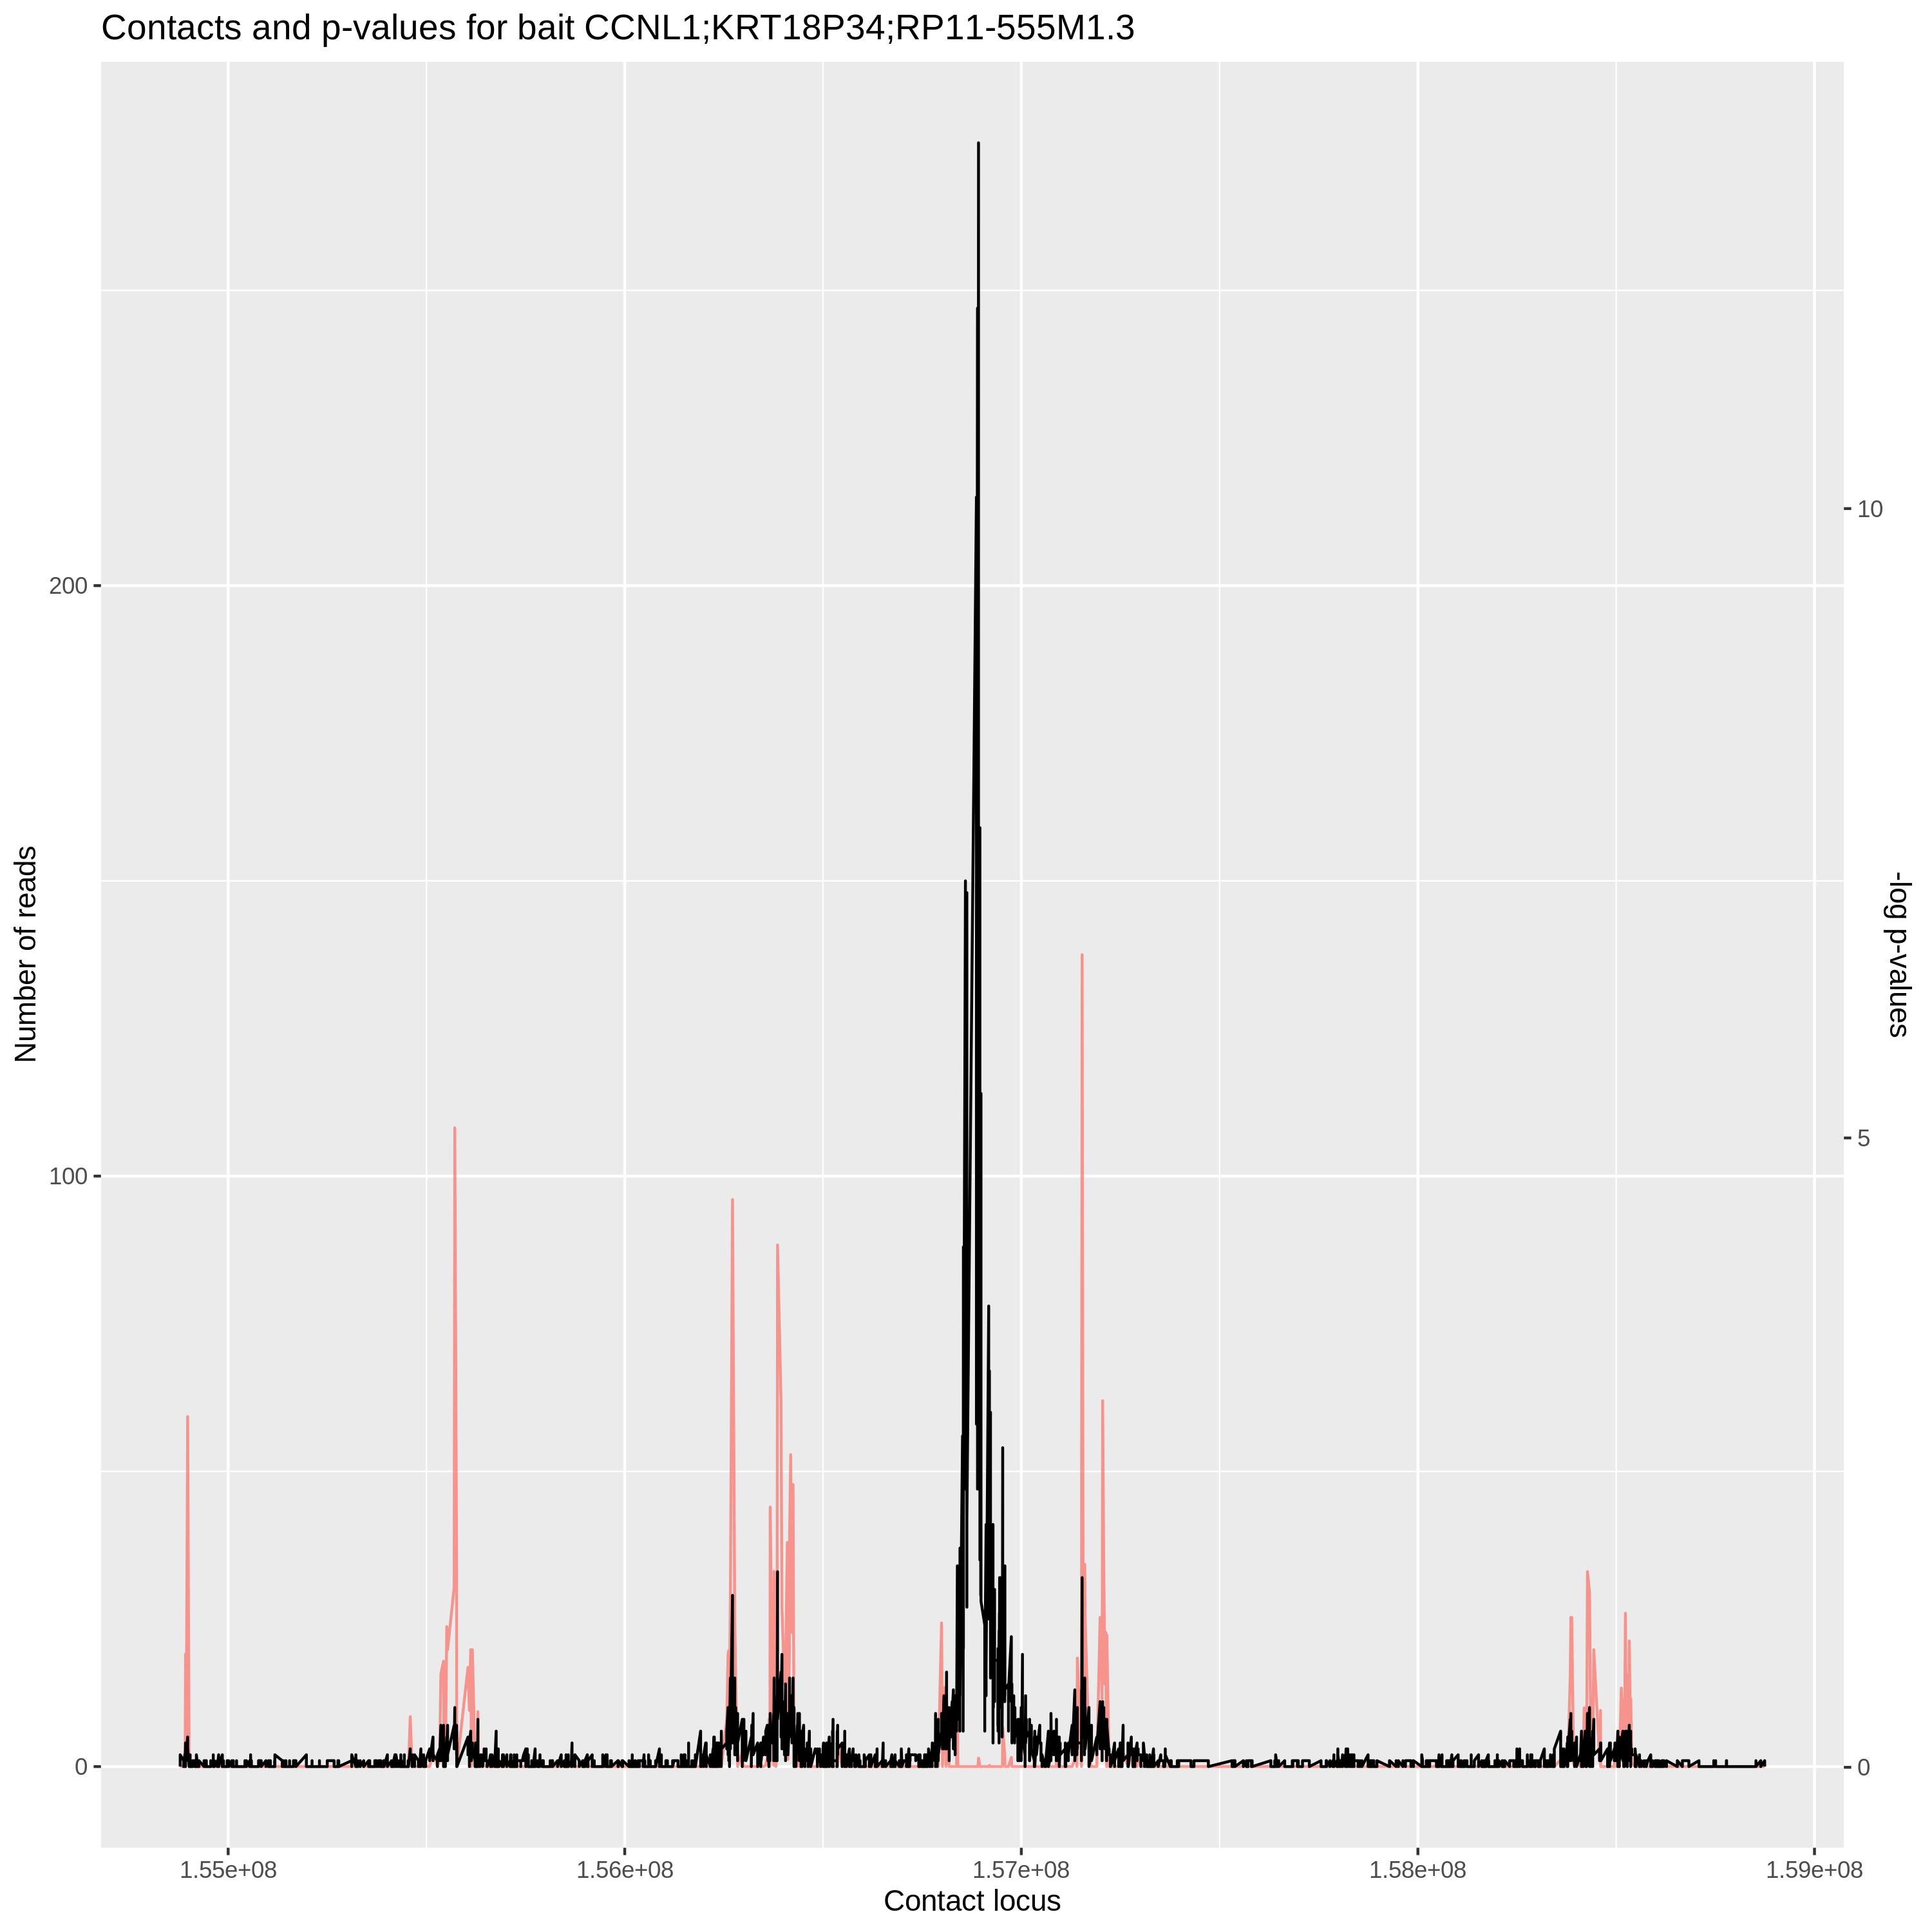 Contacts and p-values for bait CCNL1;KRT18P34;RP11-555M1.3
Number of reads
200
100
0
10
5
0
-log p-values
1.55e+08
1.56e+08
1.57e+08
1.58e+08
1.59e+08
Contact locus